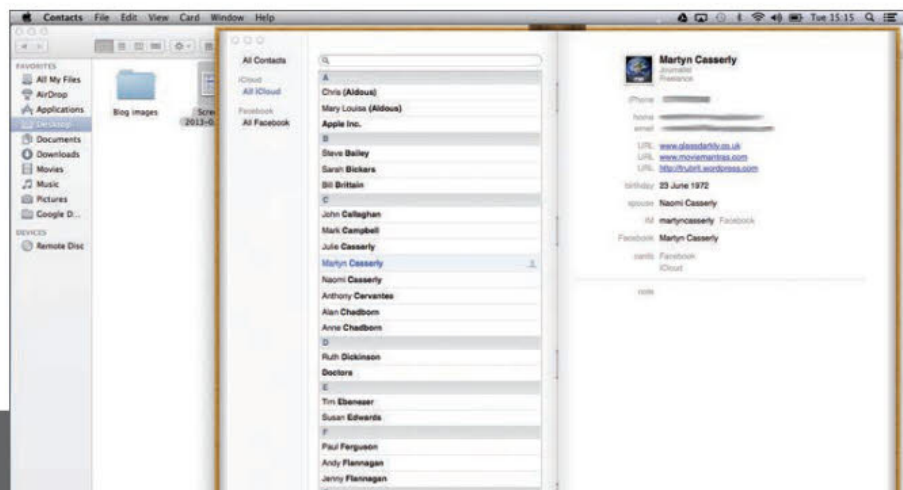 Contacts File Edit View Card Window Help Tue 15:15
FAVORITES
All My Files
AirDrop
Applications
Desktop
Documents
Downloads
Movies
Music
Pictures
Google D...
DEVICES
Remote Disc
Blog images
Scre
2013-0
All Contacts
iCloud
All iCloud
Facebook
All Facebook
A
Chris (Aldous)
Mary Louise (Aldous)
Apple Inc.
B
Steve Bailey
Sarah Bickers
Bill Brittain
C
John Callaghan
Mark Campbell
Julie Casserly
Martyn Casserly
Naomi Casserly
Anthony Cervantes
Alan Chadborn
Anne Chadborn
D
Ruth Dickinson
Doctors
E
Tim Ebenezer
Susan Edwards
F
Paul Ferguson
Andy Flannagan
Jenny Flannagan
Martyn Casserly
Journalist
Freelance
iPhone
home
email
URL www.glassdarkly.co.uk
URL www.moviemantras.com
URL http://trubrit.wordpress.com
birthday 23 June 1972
spouse Naomi Casserly
IM martyncasserly Facebook
Facebook Martyn Casserly
cards Facebook
iCloud
note